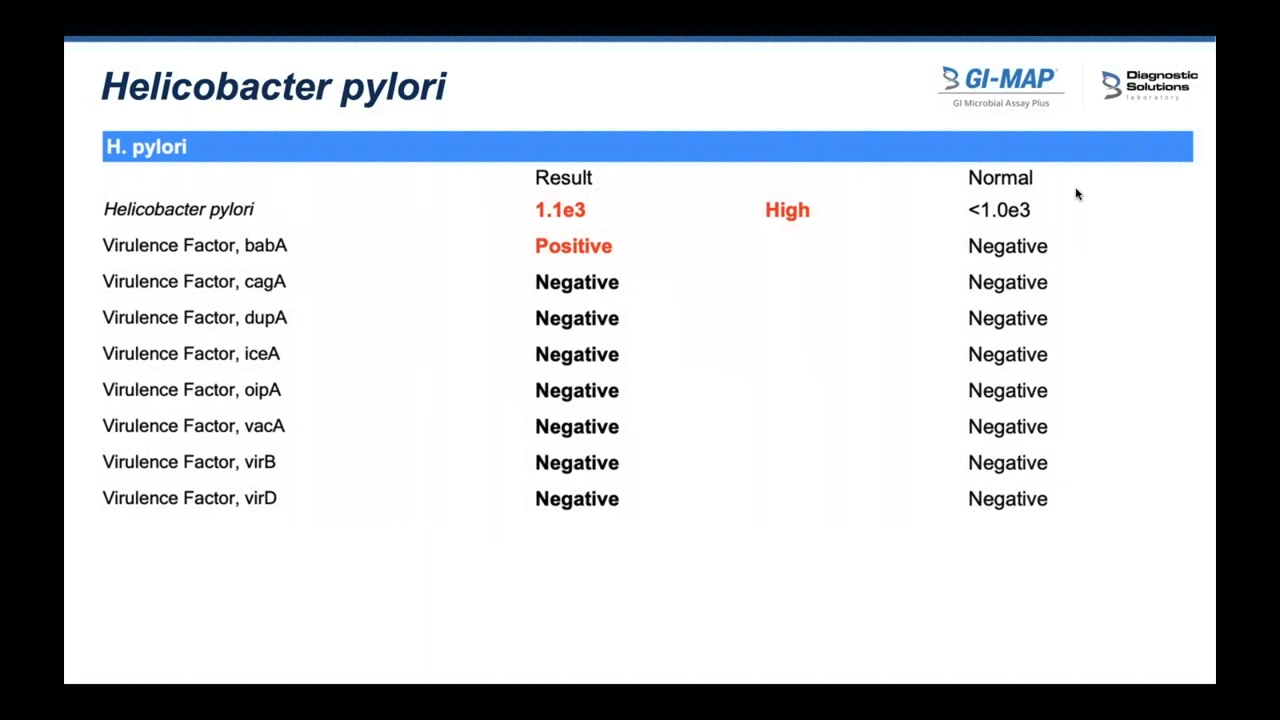 Helicobacter pylori
GI-MAP
GI Microbial Assay Plus
Diagnostic
Solutions
laboratory
H. pylori
Result Normal
Helicobacter pylori 1.1e3 High <1.0e3
Virulence Factor, babA Positive Negative
Virulence Factor, cagA Negative Negative
Virulence Factor, dupA Negative Negative
Virulence Factor, iceA Negative Negative
Virulence Factor, oipA Negative Negative
Virulence Factor, vacA Negative Negative
Virulence Factor, virB Negative Negative
Virulence Factor, virD Negative Negative